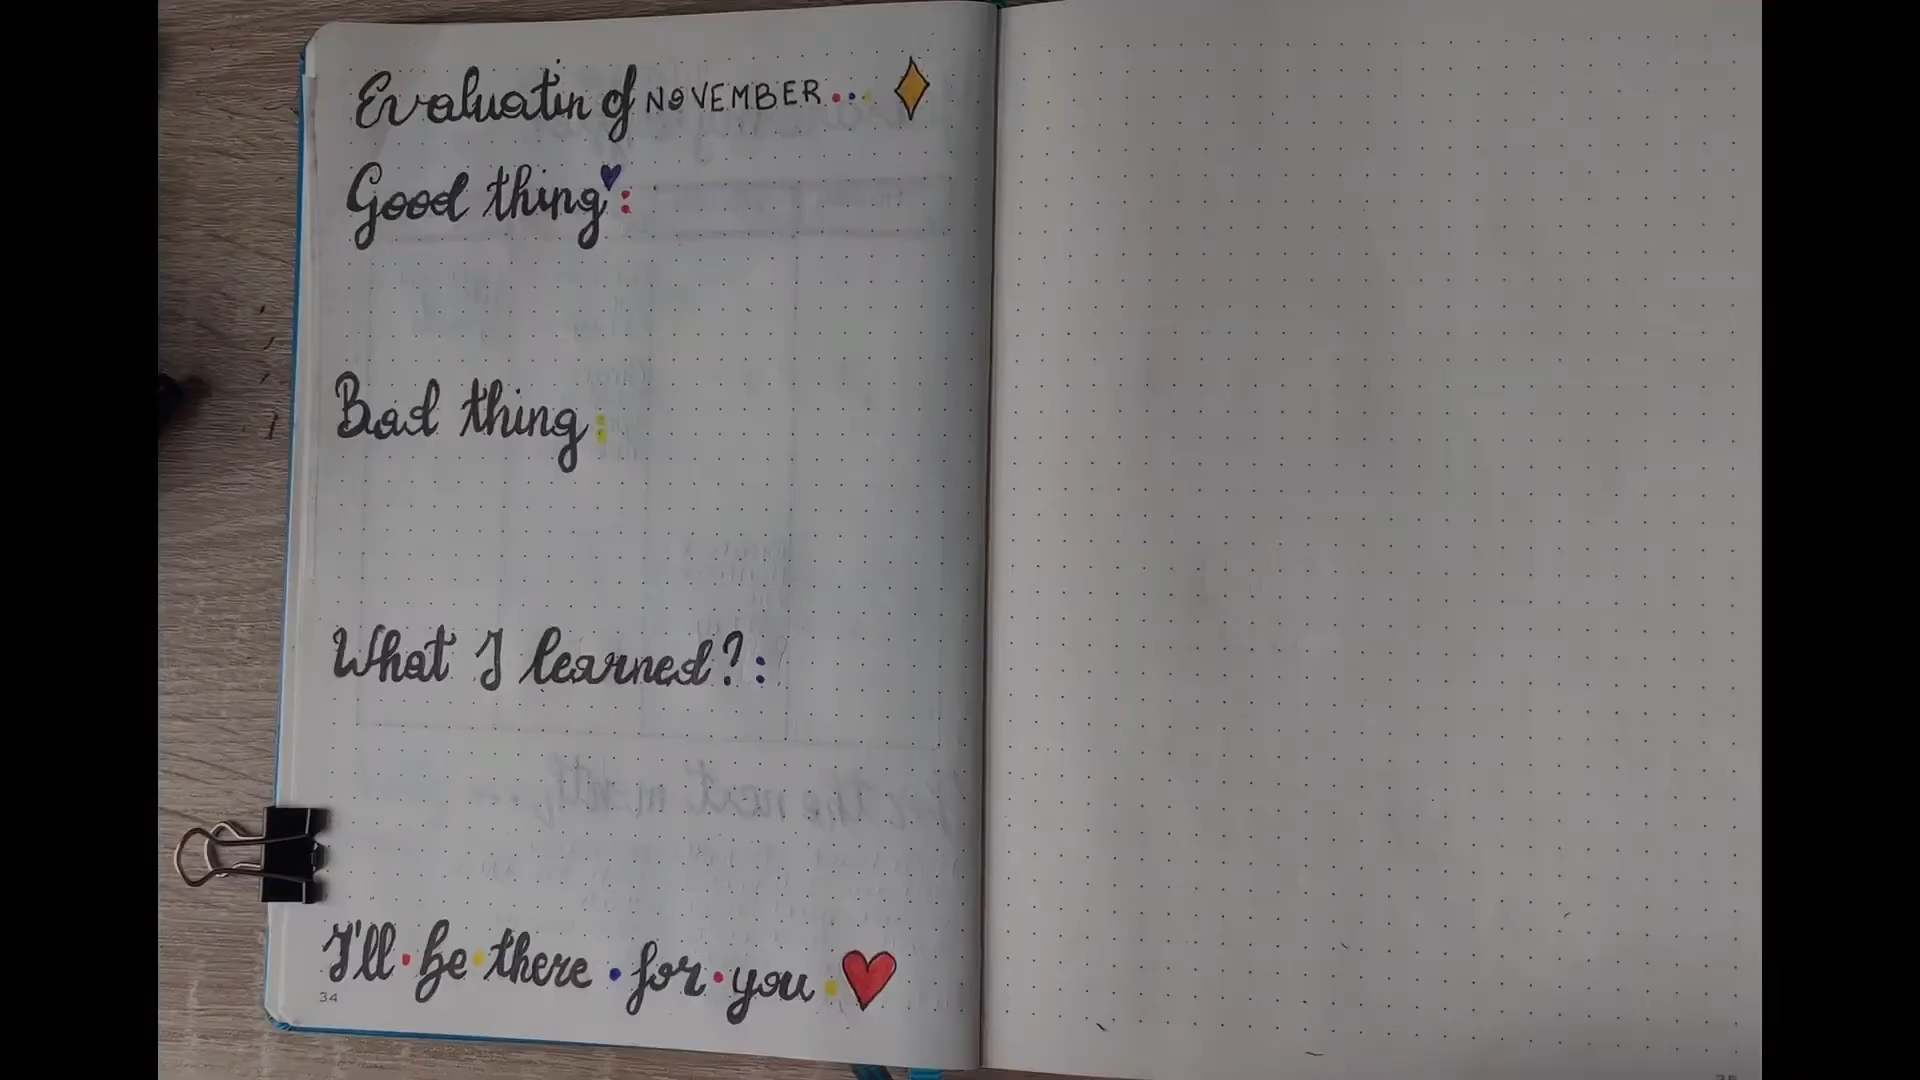 Evaluatin of NOVEMBER...
Good thing:
Bad thing:
What I learned?:
I'll·be·there·for·you·
34